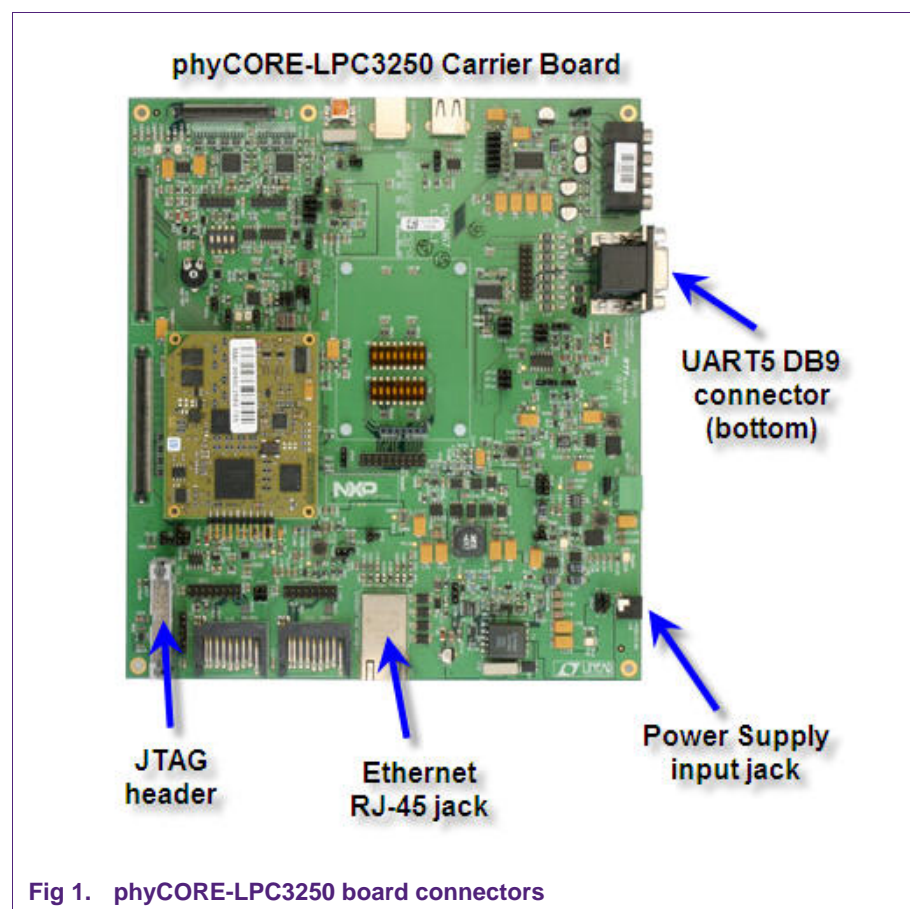 phyCORE-LPC3250 Carrier Board
UART5 DB9
connector
(bottom)
NXP
LINEAR
Power Supply
input jack
JTAG
header
Ethernet
RJ-45 jack
Fig 1. phyCORE-LPC3250 board connectors